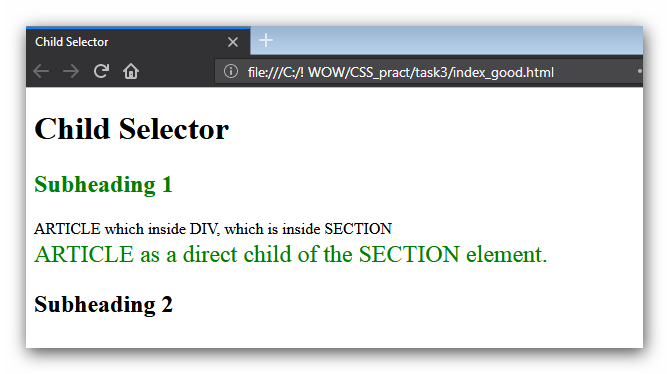 Child Selector
file:///C:/! WOW/CSS_pract/task3/index_good.html
Child Selector
Subheading 1
ARTICLE which inside DIV, which is inside SECTION
ARTICLE as a direct child of the SECTION element.
Subheading 2